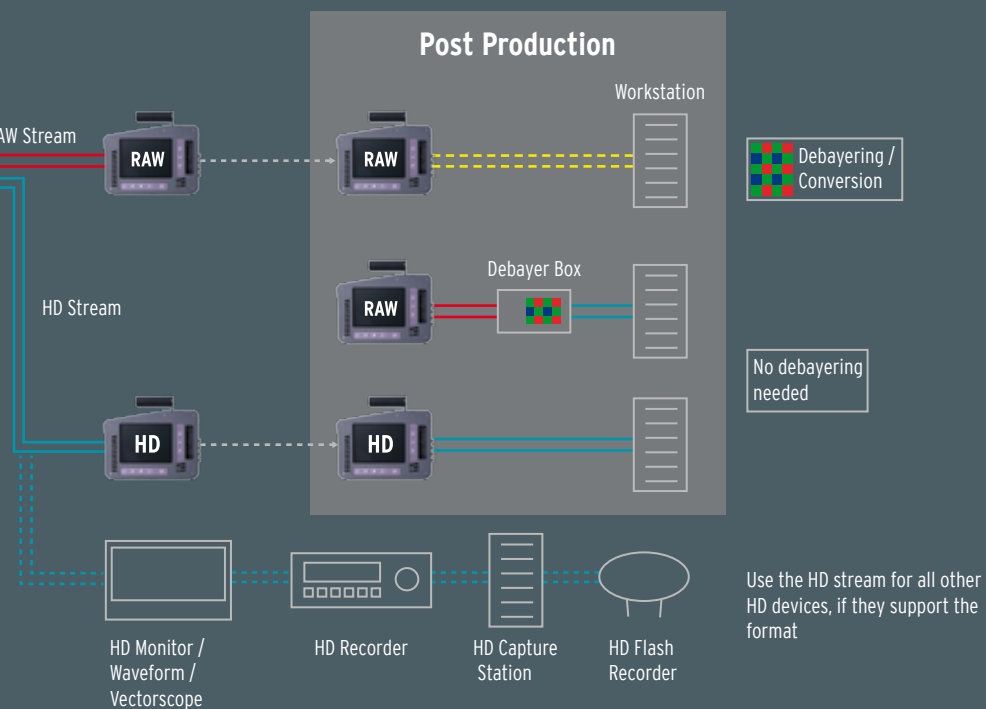 Post Production
Workstation
AW Stream
RAW
RAW
Debayering /
Conversion
Debayer Box
RAW
HD Stream
No debayering
needed
HD
HD
Use the HD stream for all other
HD devices, if they support the
format
HD Monitor /
Waveform /
Vectorscope
HD Recorder
HD Capture
Station
HD Flash
Recorder